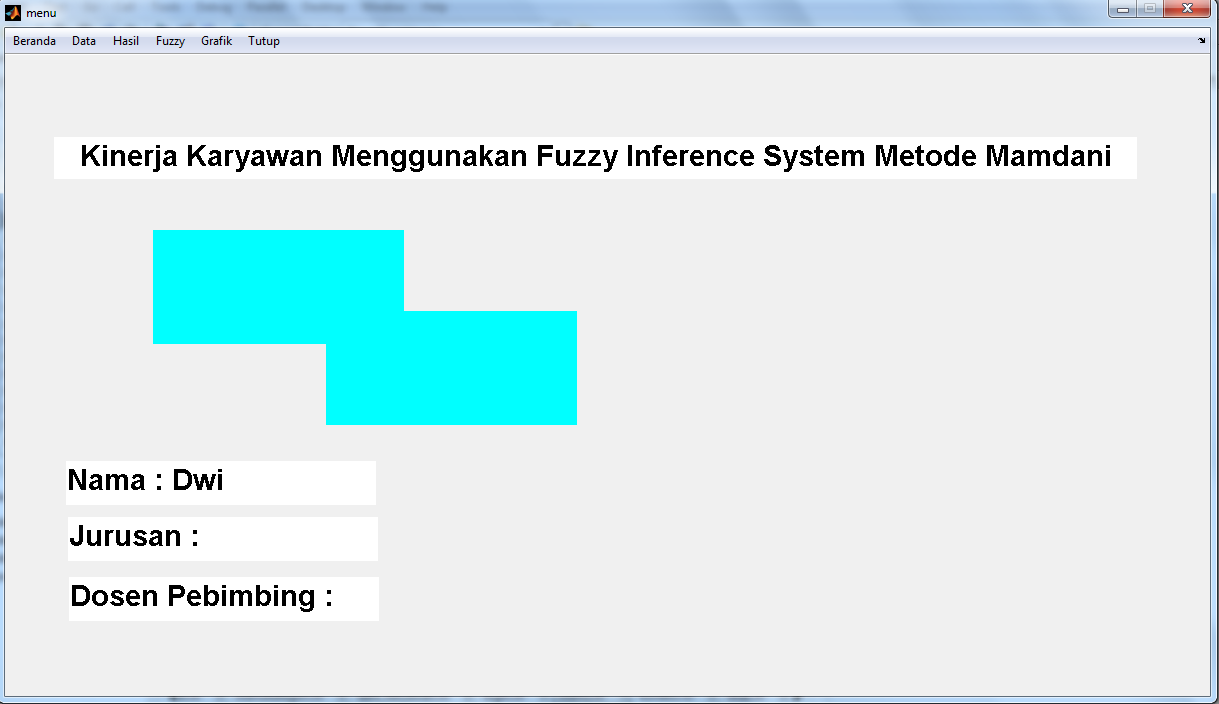 menu
Beranda Data Hasil Fuzzy Grafik Tutup
Kinerja Karyawan Menggunakan Fuzzy Inference System Metode Mamdani
Nama : Dwi
Jurusan :
Dosen Pebimbing :